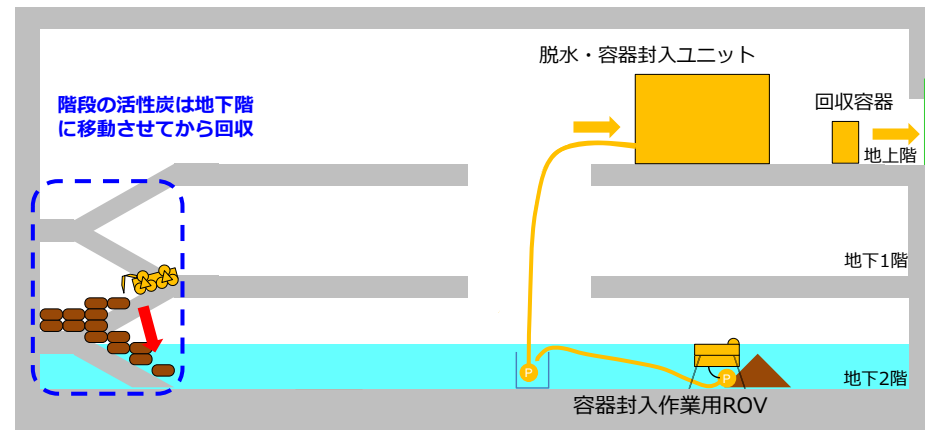 脱水・容器封入ユニット
階段の活性炭は地下階
に移動させてから回収
回収容器
地上階
地下1階
P
P
地下2階
容器封入作業用ROV